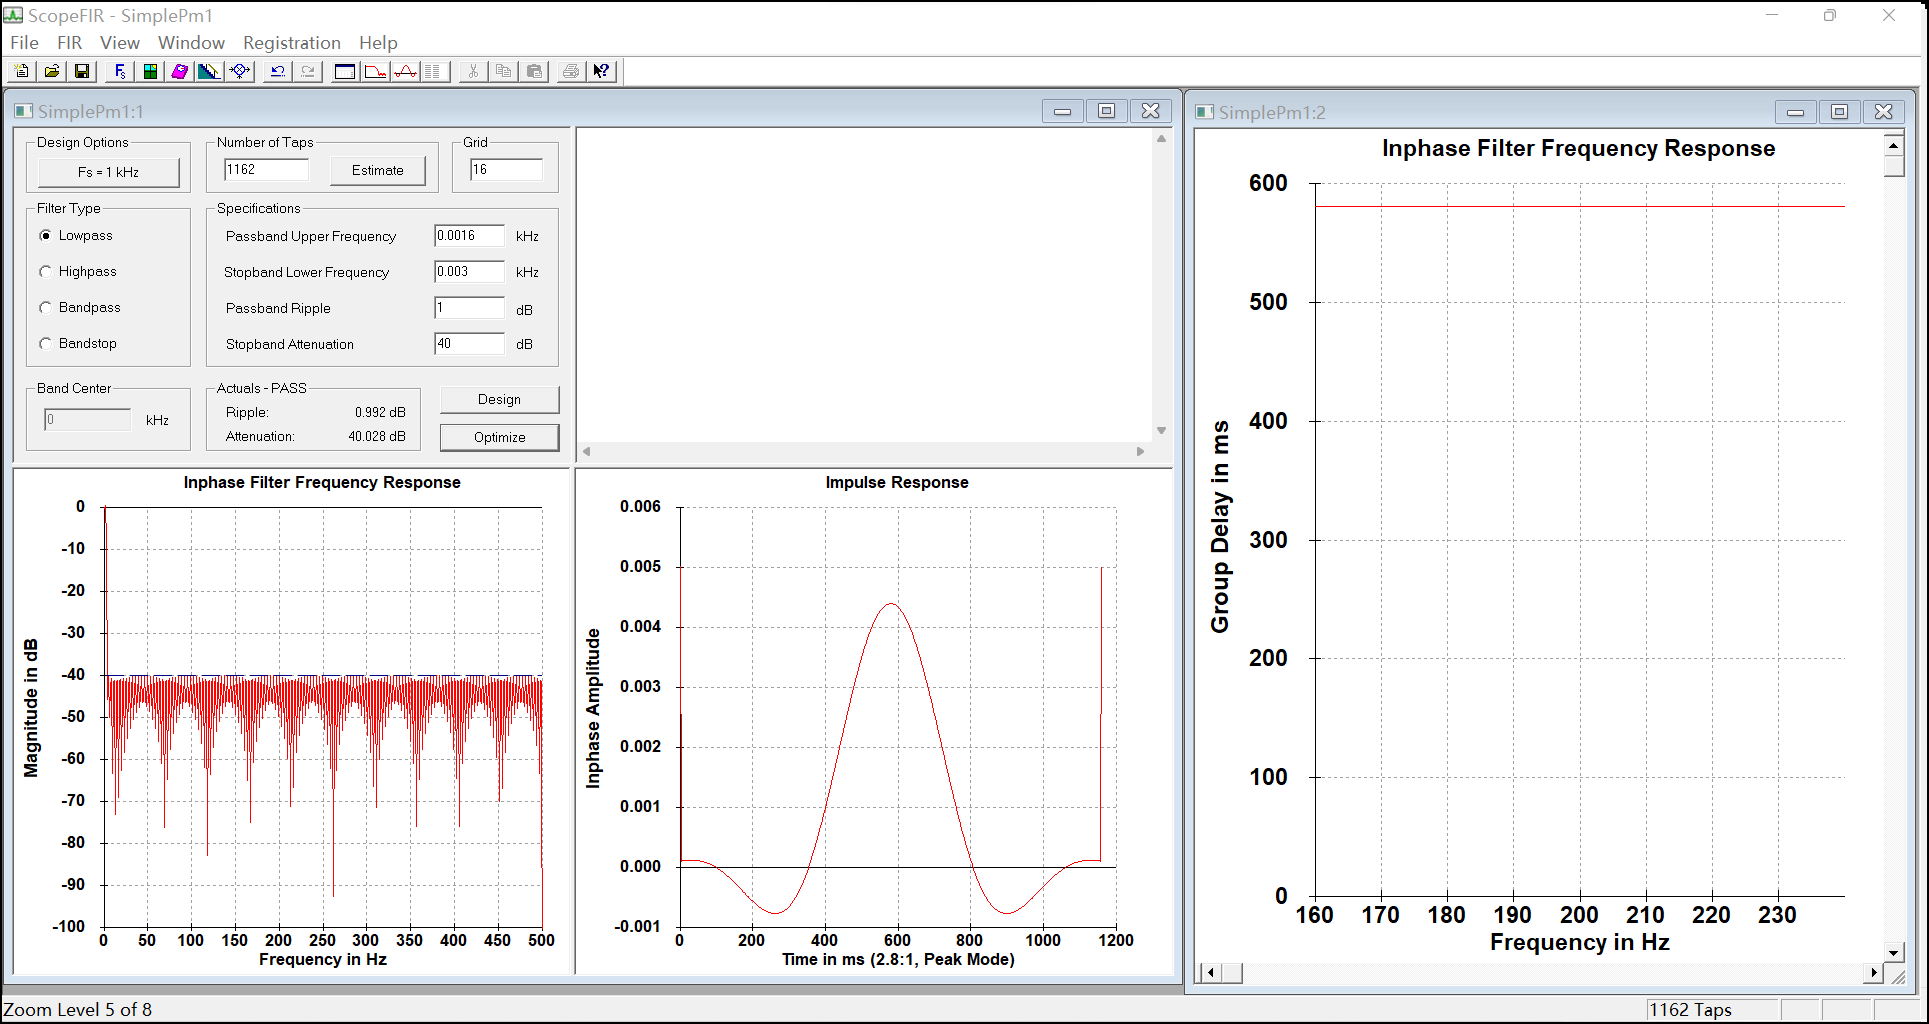 ScopeFIR - SimplePm1
File FIR View Window Registration Help
Fs
SimplePm1:1
Design Options
Fs = 1 kHz
Number of Taps
1162
Estimate
Grid
16
Filter Type
Lowpass
Highpass
Bandpass
Bandstop
Specifications
Passband Upper Frequency 0.0016 kHz
Stopband Lower Frequency 0.003 kHz
Passband Ripple 1 dB
Stopband Attenuation 40 dB
Band Center
0 kHz
Actuals - PASS
Ripple: 0.992 dB
Attenuation: 40.028 dB
Design
Optimize
Inphase Filter Frequency Response
Magnitude in dB
0
-10
-20
-30
-40
-50
-60
-70
-80
-90
-100
0 50 100 150 200 250 300 350 400 450 500
Frequency in Hz
Impulse Response
Inphase Amplitude
0.006
0.005
0.004
0.003
0.002
0.001
0.000
-0.001
0 200 400 600 800 1000 1200
Time in ms (2.8:1, Peak Mode)
SimplePm1:2
Inphase Filter Frequency Response
Group Delay in ms
600
500
400
300
200
100
0
160 170 180 190 200 210 220 230
Frequency in Hz
Zoom Level 5 of 8
1162 Taps